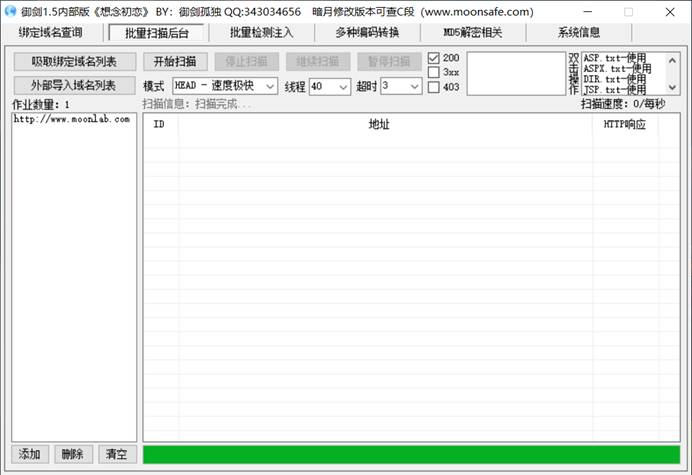 御剑1.5内部版《想念初恋》 BY：御剑孤独 QQ:343034656    暗月修改版本可查C段（www.moonsafe.com）
绑定域名查询 批量扫描后台 批量检测注入 多种编码转换 MD5解密相关 系统信息
吸取绑定域名列表 开始扫描 停止扫描 继续扫描 暂停扫描 200
3xx
403
外部导入域名列表 模式 HEAD - 速度极快 线程 40 超时 3
双击操作
ASP.txt-使用
ASPX.txt-使用
DIR.txt-使用
JSP.txt-使用
作业数量：1 扫描信息：扫描完成... 扫描速度：0/每秒
http://www.moonlab.com
ID 地址 HTTP响应
添加 删除 清空